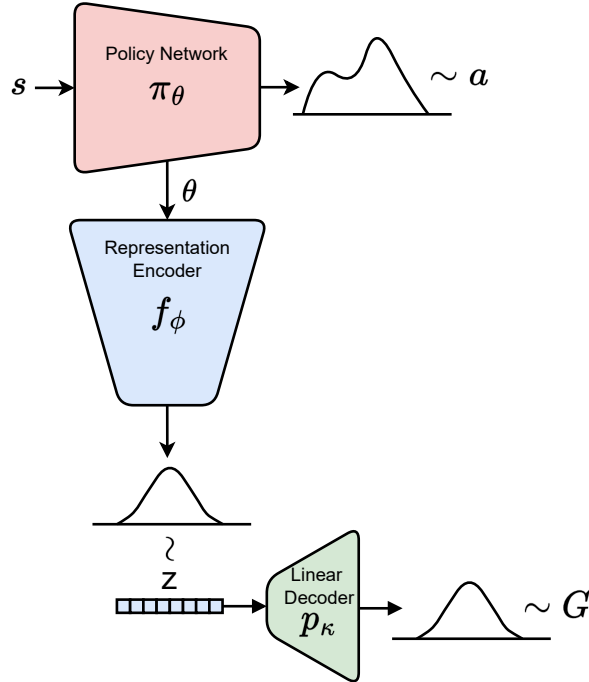 Policy Network
s
π_θ
∼ a
θ
Representation
Encoder
f_ϕ
∼
z
Linear
Decoder
p_κ
∼ G